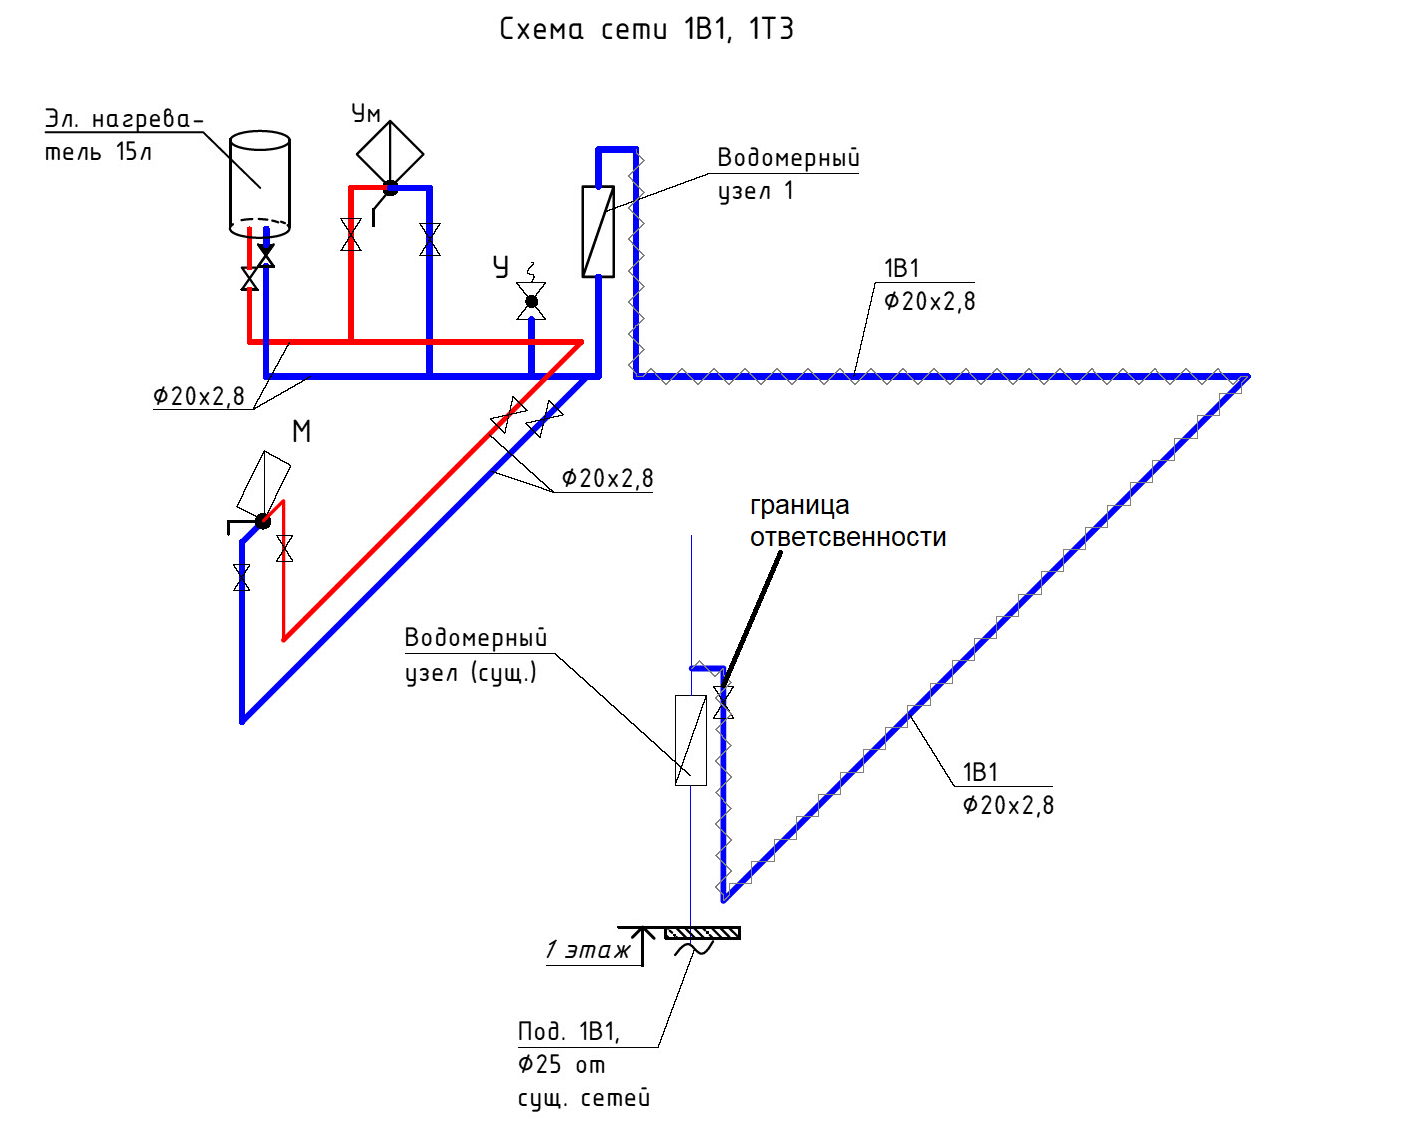 Схема сети 1В1, 1Т3
Эл. нагрева-
тель 15л
Ум
Водомерный
узел 1
У
1В1
Ф20х2,8
Ф20х2,8
М
Ф20х2,8
граница
ответсвенности
Водомерный
узел (сущ.)
1В1
Ф20х2,8
1 этаж
Под. 1В1,
Ф25 от
сущ. сетей